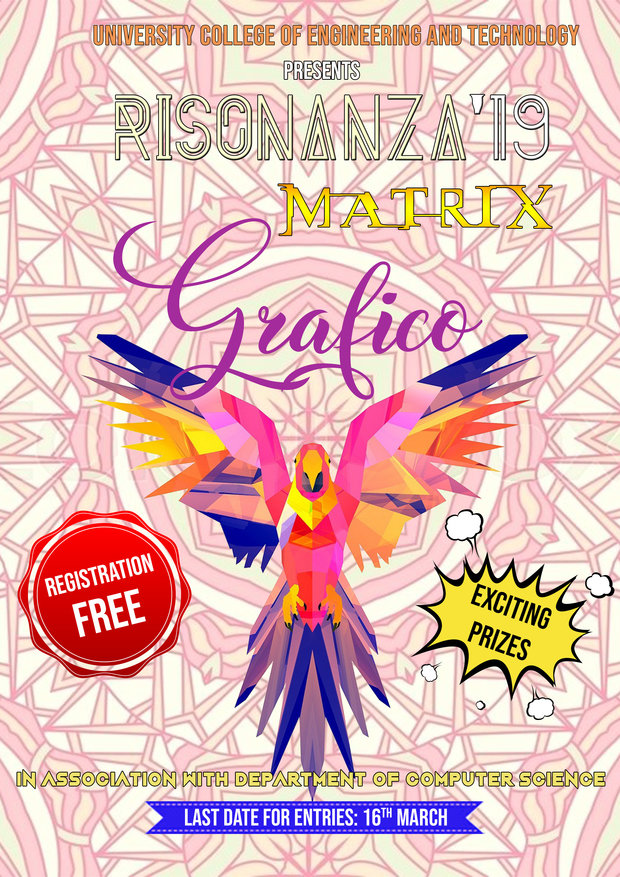 UNIVERSITY COLLEGE OF ENGINEERING AND TECHNOLOGY
PRESENTS
RISONANZA'19
MATRIX
Grafico
REGISTRATION
FREE
EXCITING
PRIZES
IN ASSOCIATION WITH DEPARTMENT OF COMPUTER SCIENCE
LAST DATE FOR ENTRIES: 16TH MARCH